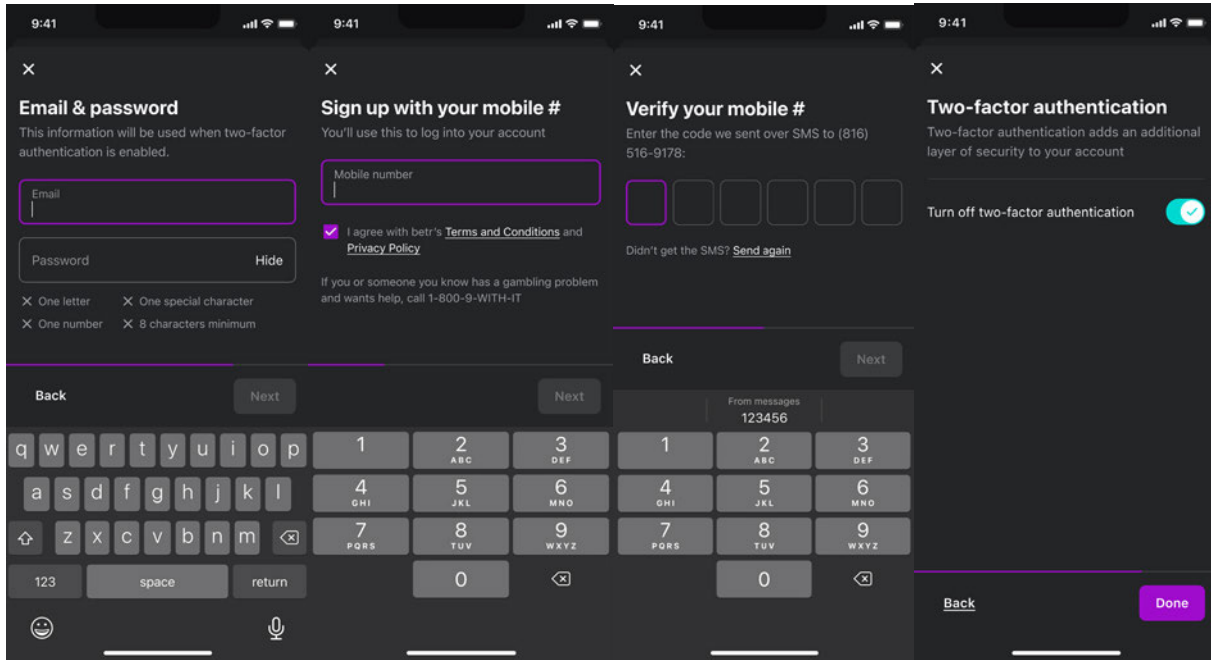 9:41
Email & password
This information will be used when two-factor
authentication is enabled.
Email
Password
Hide
One letter
One special character
One number
8 characters minimum
Back
Next
q w e r t y u i o p
a s d f g h j k l
z x c v b n m
123
space
return
9:41
Sign up with your mobile #
You'll use this to log into your account
Mobile number
I agree with betr's Terms and Conditions and
Privacy Policy
If you or someone you know has a gambling problem
and wants help, call 1-800-9-WITH-IT
Next
1
2
ABC
3
DEF
4
GHI
5
JKL
6
MNO
7
PQRS
8
TUV
9
WXYZ
0
9:41
Verify your mobile #
Enter the code we sent over SMS to (816)
516-9178:
Didn't get the SMS? Send again
Back
Next
From messages
123456
1
2
ABC
3
DEF
4
GHI
5
JKL
6
MNO
7
PQRS
8
TUV
9
WXYZ
0
9:41
Two-factor authentication
Two-factor authentication adds an additional
layer of security to your account
Turn off two-factor authentication
Back
Done